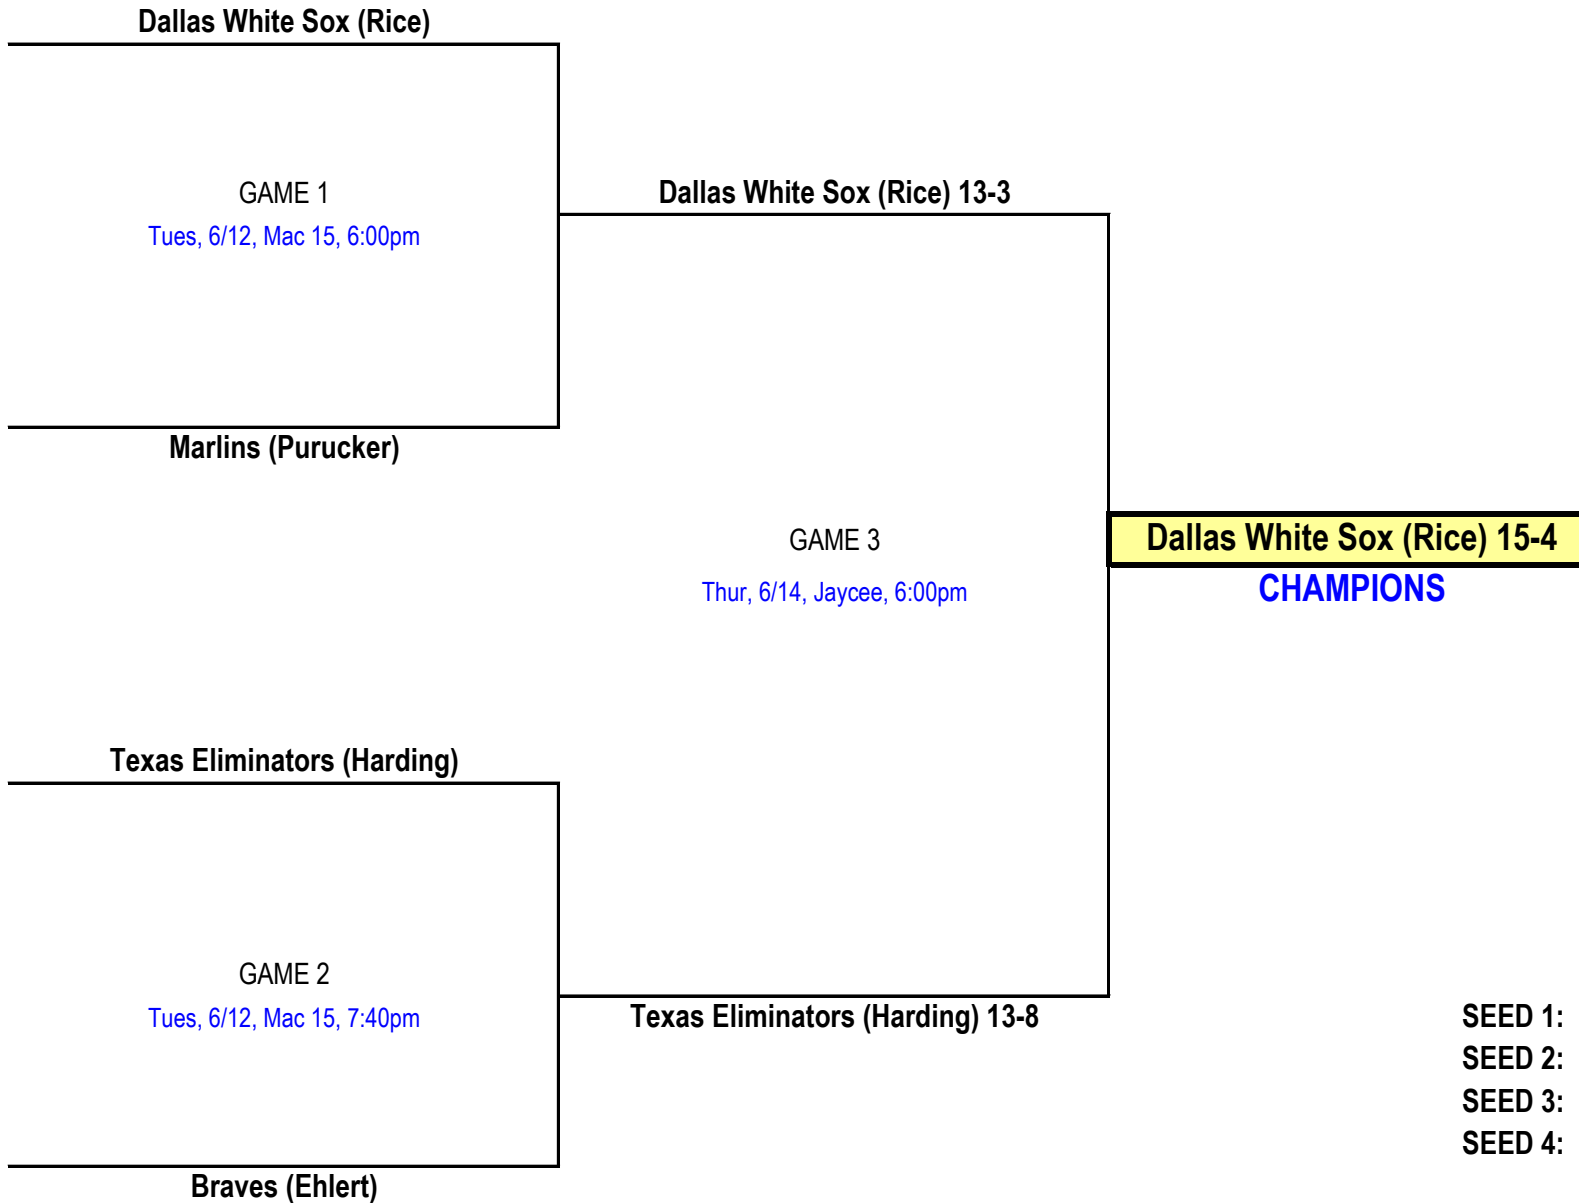 Dallas White Sox (Rice)
GAME 1
Tues, 6/12, Mac 15, 6:00pm
Dallas White Sox (Rice) 13-3
Marlins (Purucker)
GAME 3
Thur, 6/14, Jaycee, 6:00pm
Dallas White Sox (Rice) 15-4
CHAMPIONS
Texas Eliminators (Harding)
GAME 2
Tues, 6/12, Mac 15, 7:40pm
Texas Eliminators (Harding) 13-8
Braves (Ehlert)
SEED 1:
SEED 2:
SEED 3:
SEED 4: